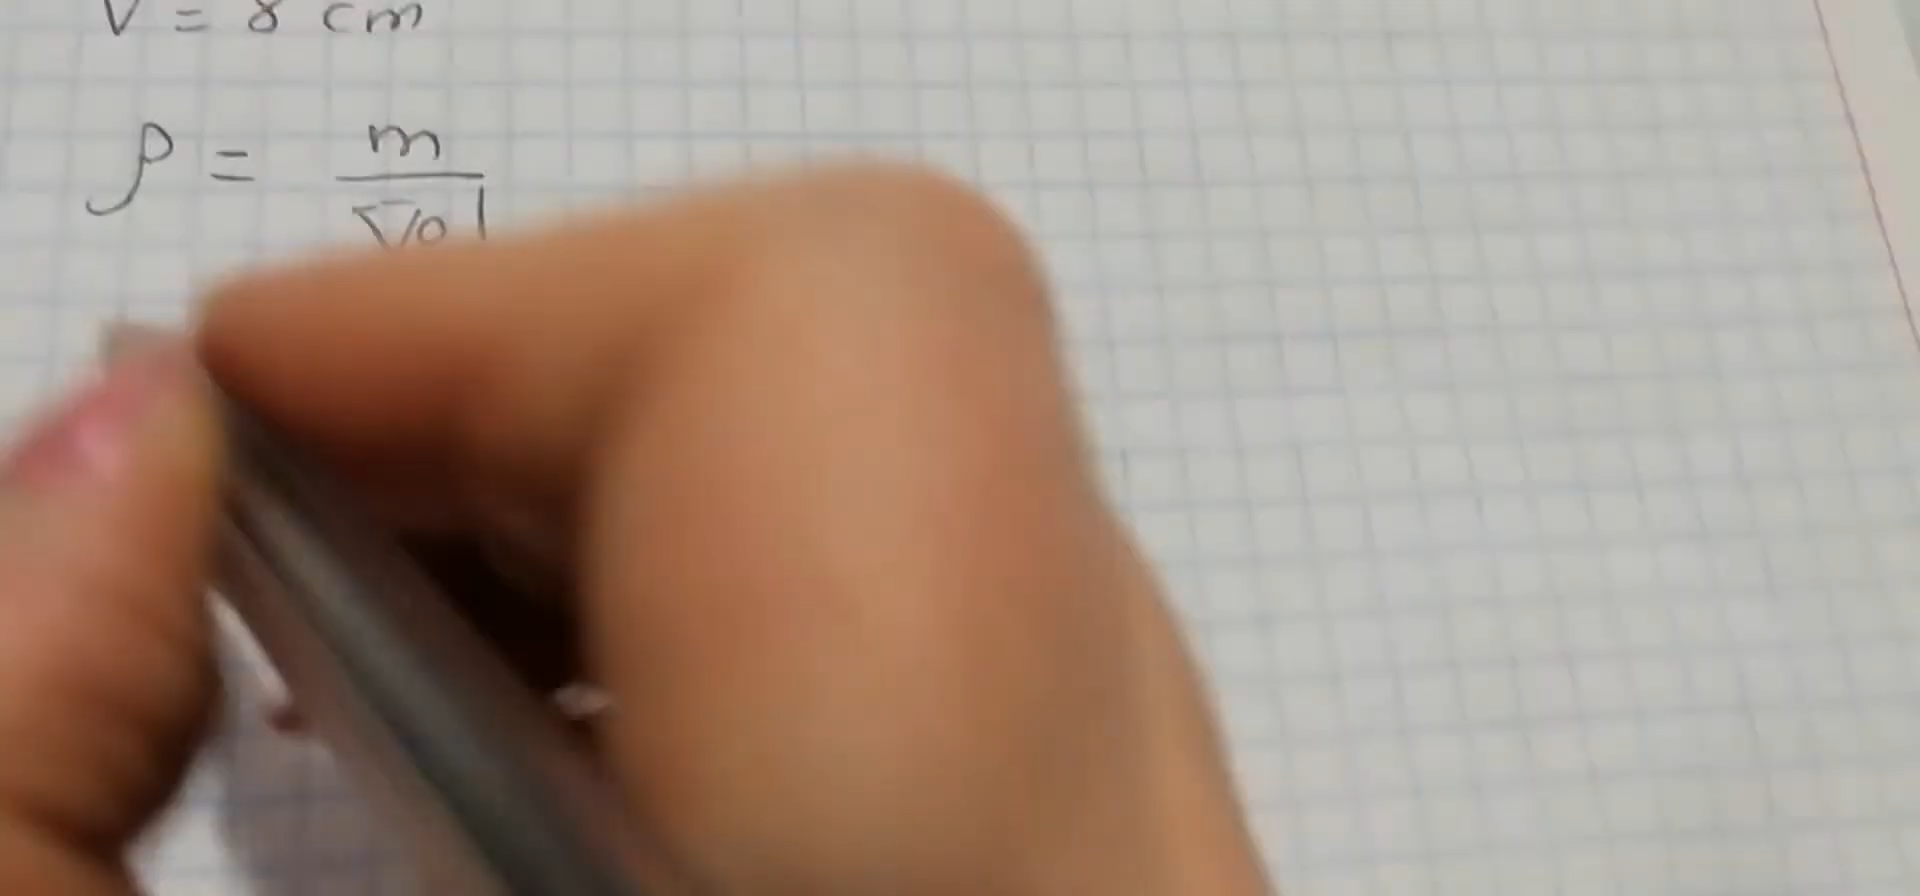 V = 8 cm
ρ = m
Vol